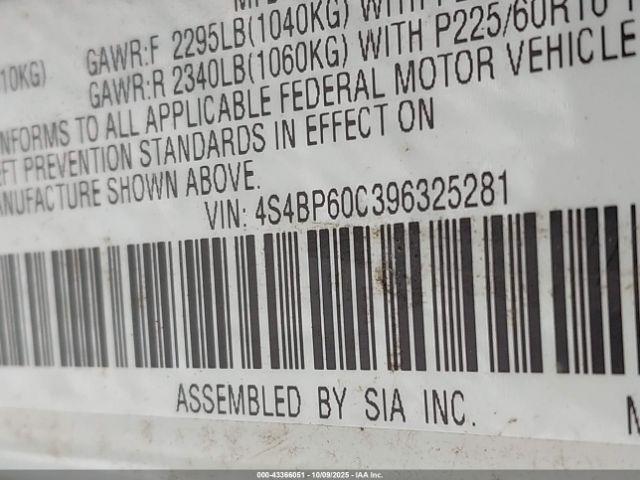 GAWR:F 2295LB(1040KG) WITH
10KG) GAWR:R 2340LB(1060KG) WITH P225/60R16
NFORMS TO ALL APPLICABLE FEDERAL MOTOR VEHICLE
EFT PREVENTION STANDARDS IN EFFECT ON
ANUFACTURE SHOWN ABOVE.
VIN: 4S4BP60C396325281
ASSEMBLED BY SIA INC.
000-43366051 - 10/09/2025 - IAA Inc.